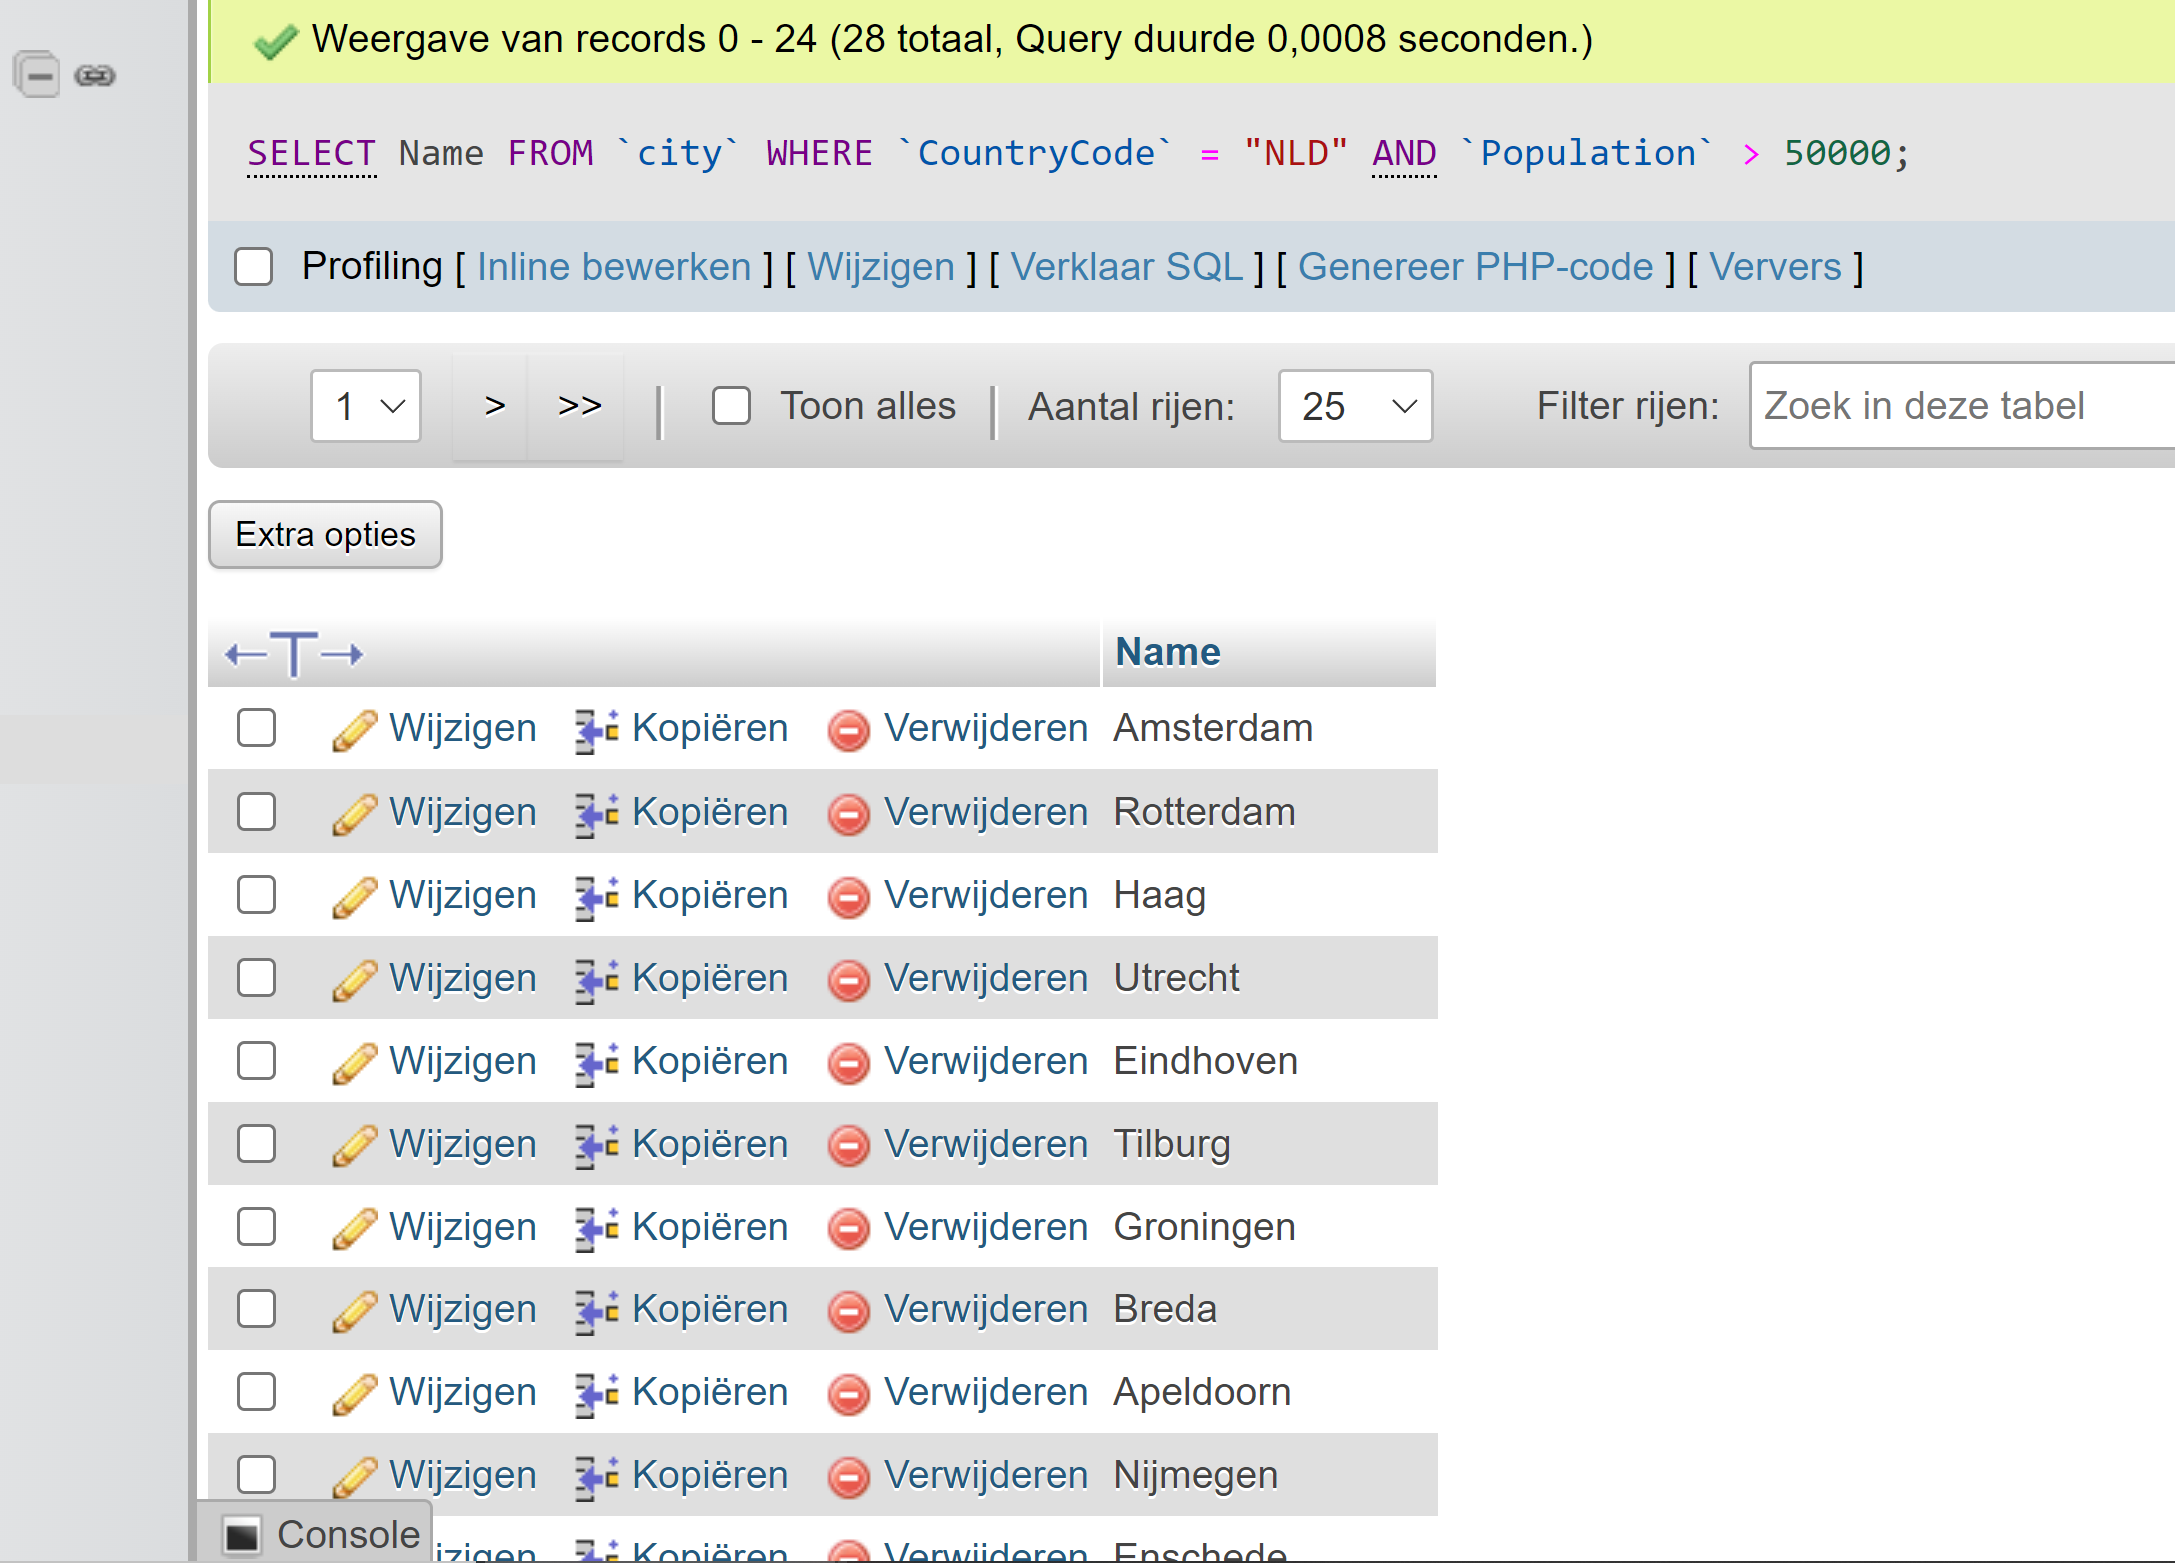 Weergave van records 0 - 24 (28 totaal, Query duurde 0,0008 seconden.)
SELECT Name FROM `city` WHERE `CountryCode` = "NLD" AND `Population` > 50000;
Profiling [ Inline bewerken ] [ Wijzigen ] [ Verklaar SQL ] [ Genereer PHP-code ] [ Ververs ]
1 > >> | Toon alles | Aantal rijen: 25 Filter rijen: Zoek in deze tabel
Extra opties
←T→ Name
Wijzigen Kopiëren Verwijderen Amsterdam
Wijzigen Kopiëren Verwijderen Rotterdam
Wijzigen Kopiëren Verwijderen Haag
Wijzigen Kopiëren Verwijderen Utrecht
Wijzigen Kopiëren Verwijderen Eindhoven
Wijzigen Kopiëren Verwijderen Tilburg
Wijzigen Kopiëren Verwijderen Groningen
Wijzigen Kopiëren Verwijderen Breda
Wijzigen Kopiëren Verwijderen Apeldoorn
Wijzigen Kopiëren Verwijderen Nijmegen
Console
izigen Kopiëren Verwijderen Enschede